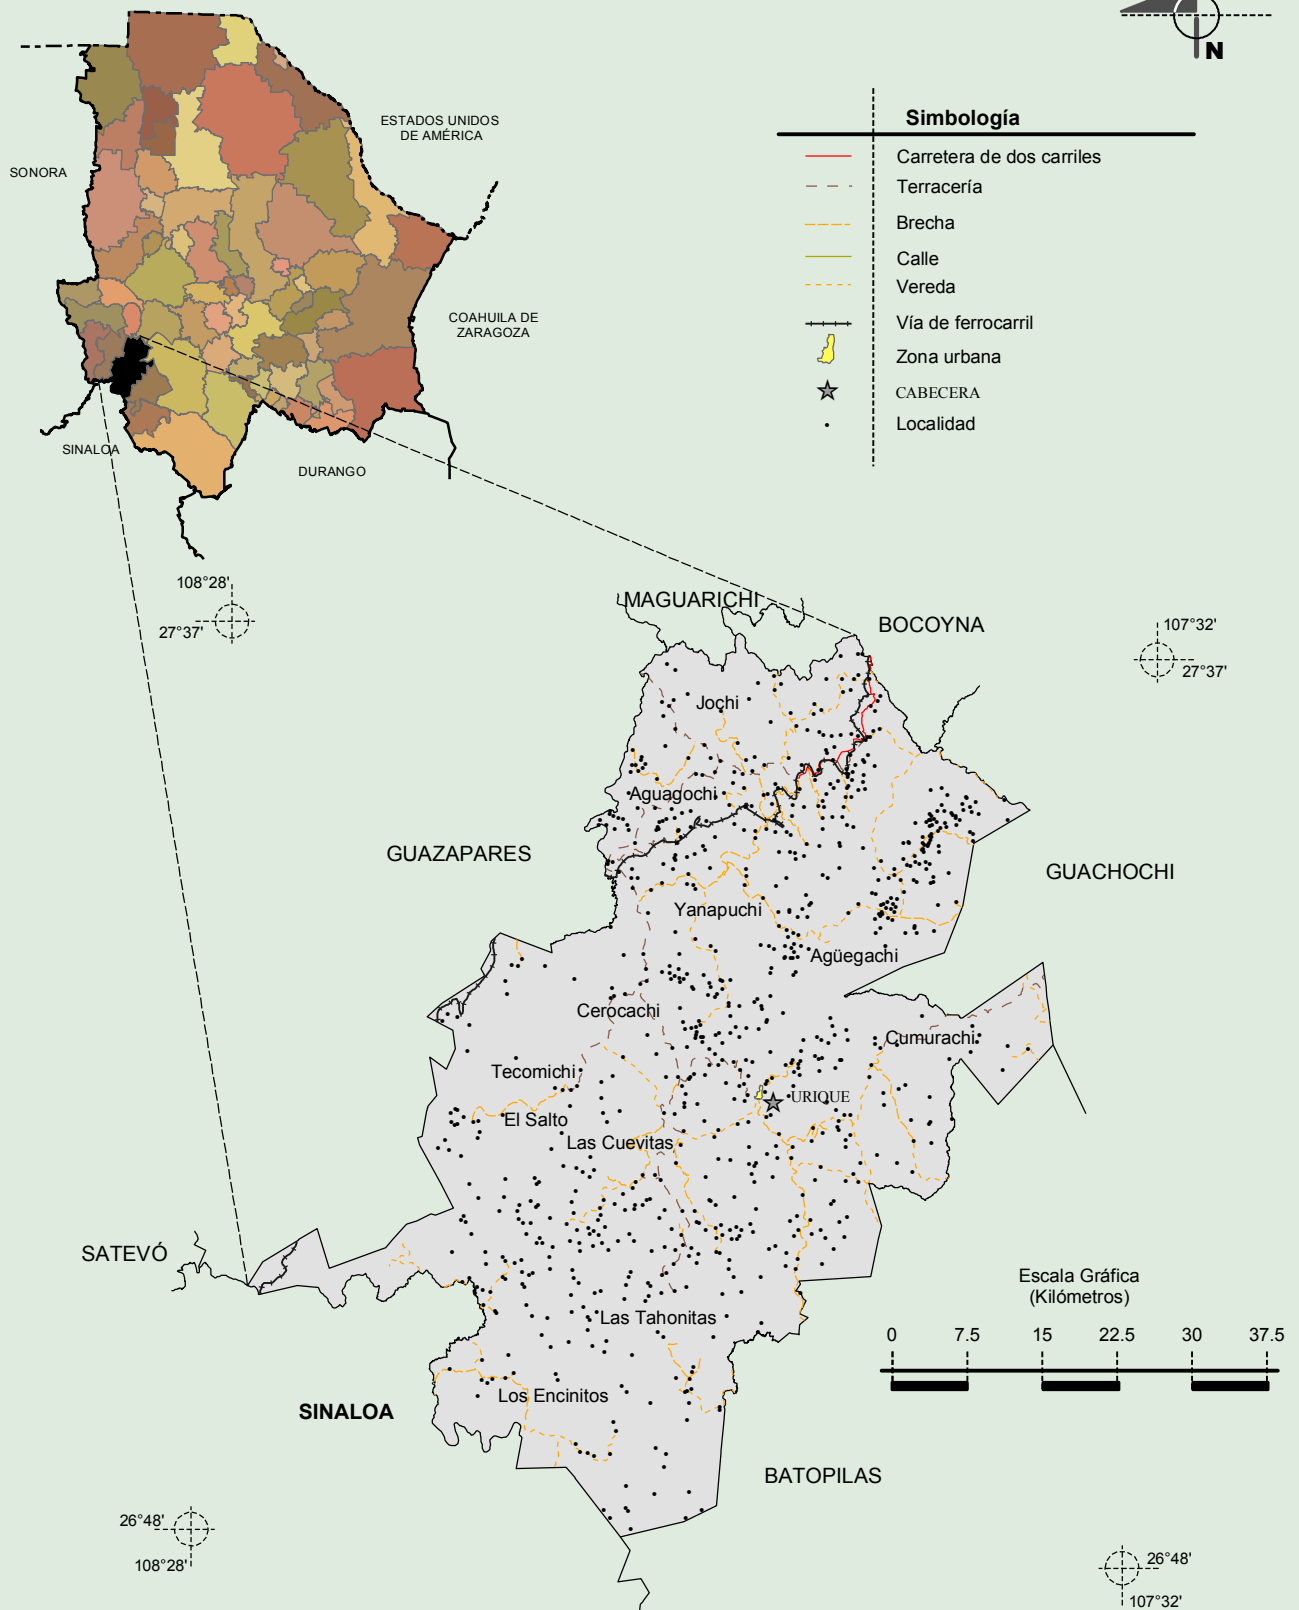 N
ESTADOS UNIDOS
DE AMÉRICA
SONORA
COAHUILA DE
ZARAGOZA
SINALOA
DURANGO
Simbología
Carretera de dos carriles
Terracería
Brecha
Calle
Vereda
Vía de ferrocarril
Zona urbana
CABECERA
Localidad
108°28'
27°37'
107°32'
27°37'
MAGUARICHI
BOCOYNA
Jochi
Aguagochi
GUAZAPARES
GUACHOCHI
Yanapuchi
Agüegachi
Cerocachi
Cumurachi
Tecomichi
URIQUE
El Salto
Las Cuevitas
SATEVÓ
Las Tahonitas
Escala Gráfica
(Kilómetros)
0 7.5 15 22.5 30 37.5
Los Encinitos
SINALOA
BATOPILAS
26°48'
108°28'
26°48'
107°32'